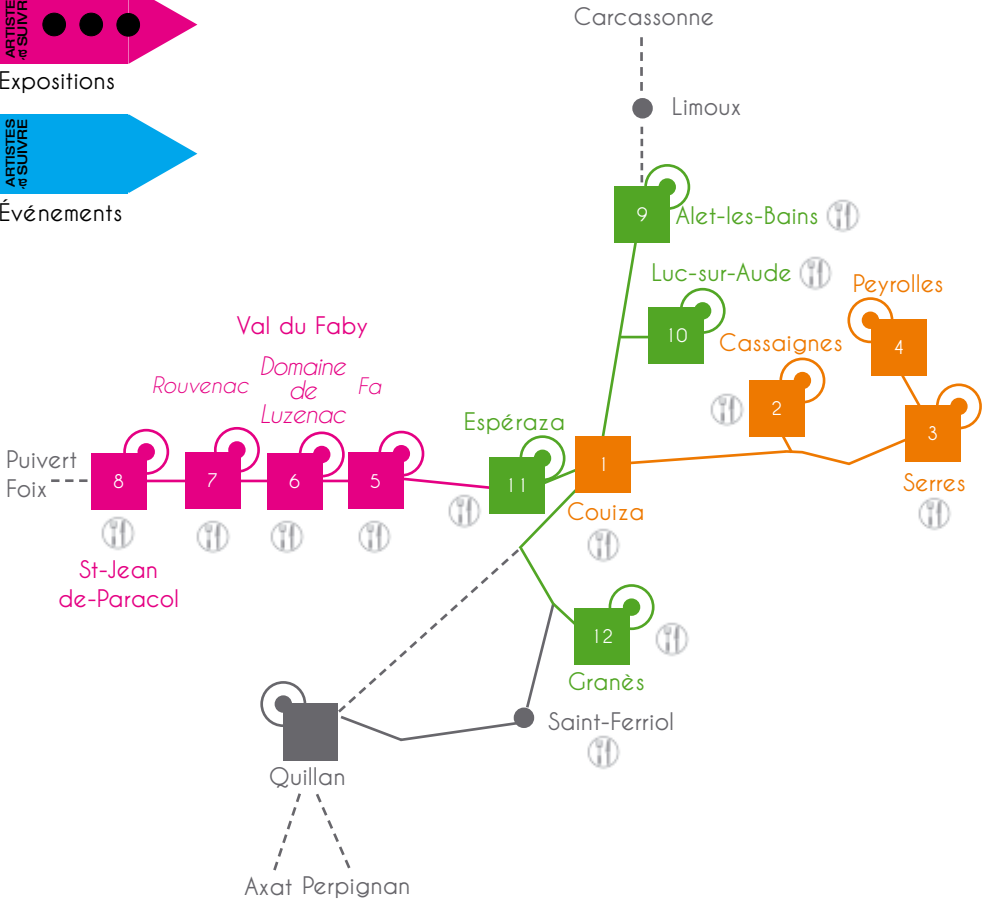 ARTISTES
à SUIVRE
Expositions
ARTISTES
à SUIVRE
Événements
Carcassonne
Limoux
9
Alet-les-Bains
Luc-sur-Aude
10
Peyrolles
4
Cassaignes
2
3
Serres
Val du Faby
Rouvenac
Domaine
de
Luzenac
Fa
Espéraza
11
1
Couiza
Puivert
Foix
8
7
6
5
St-Jean
de-Paracol
12
Granès
Saint-Ferriol
Quillan
Axat
Perpignan